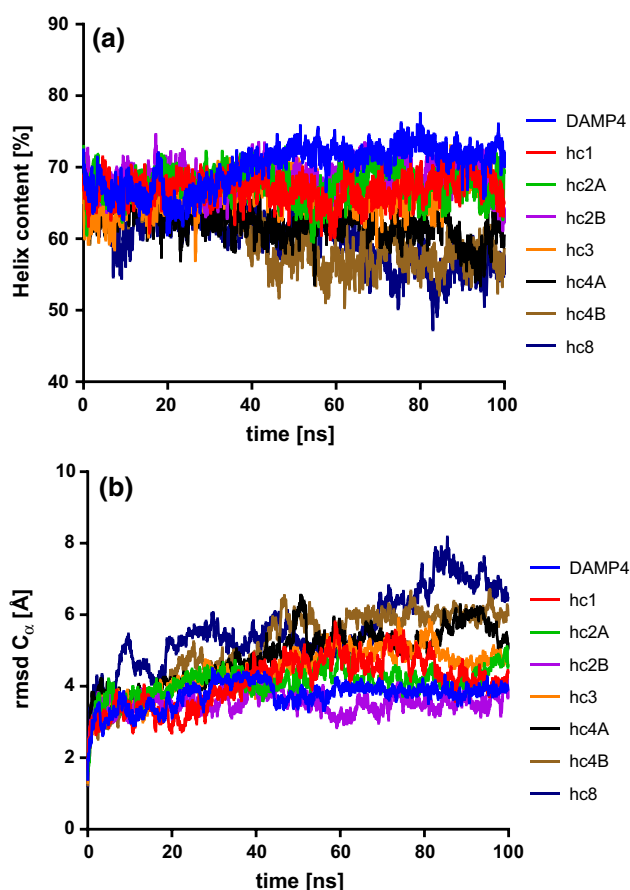 (a)
Helix content [%]
90
80
70
60
50
40
0 20 40 60 80 100
time [ns]
DAMP4
hc1
hc2A
hc2B
hc3
hc4A
hc4B
hc8
(b)
rmsd Cα [Å]
10
8
6
4
2
0
0 20 40 60 80 100
time [ns]
DAMP4
hc1
hc2A
hc2B
hc3
hc4A
hc4B
hc8